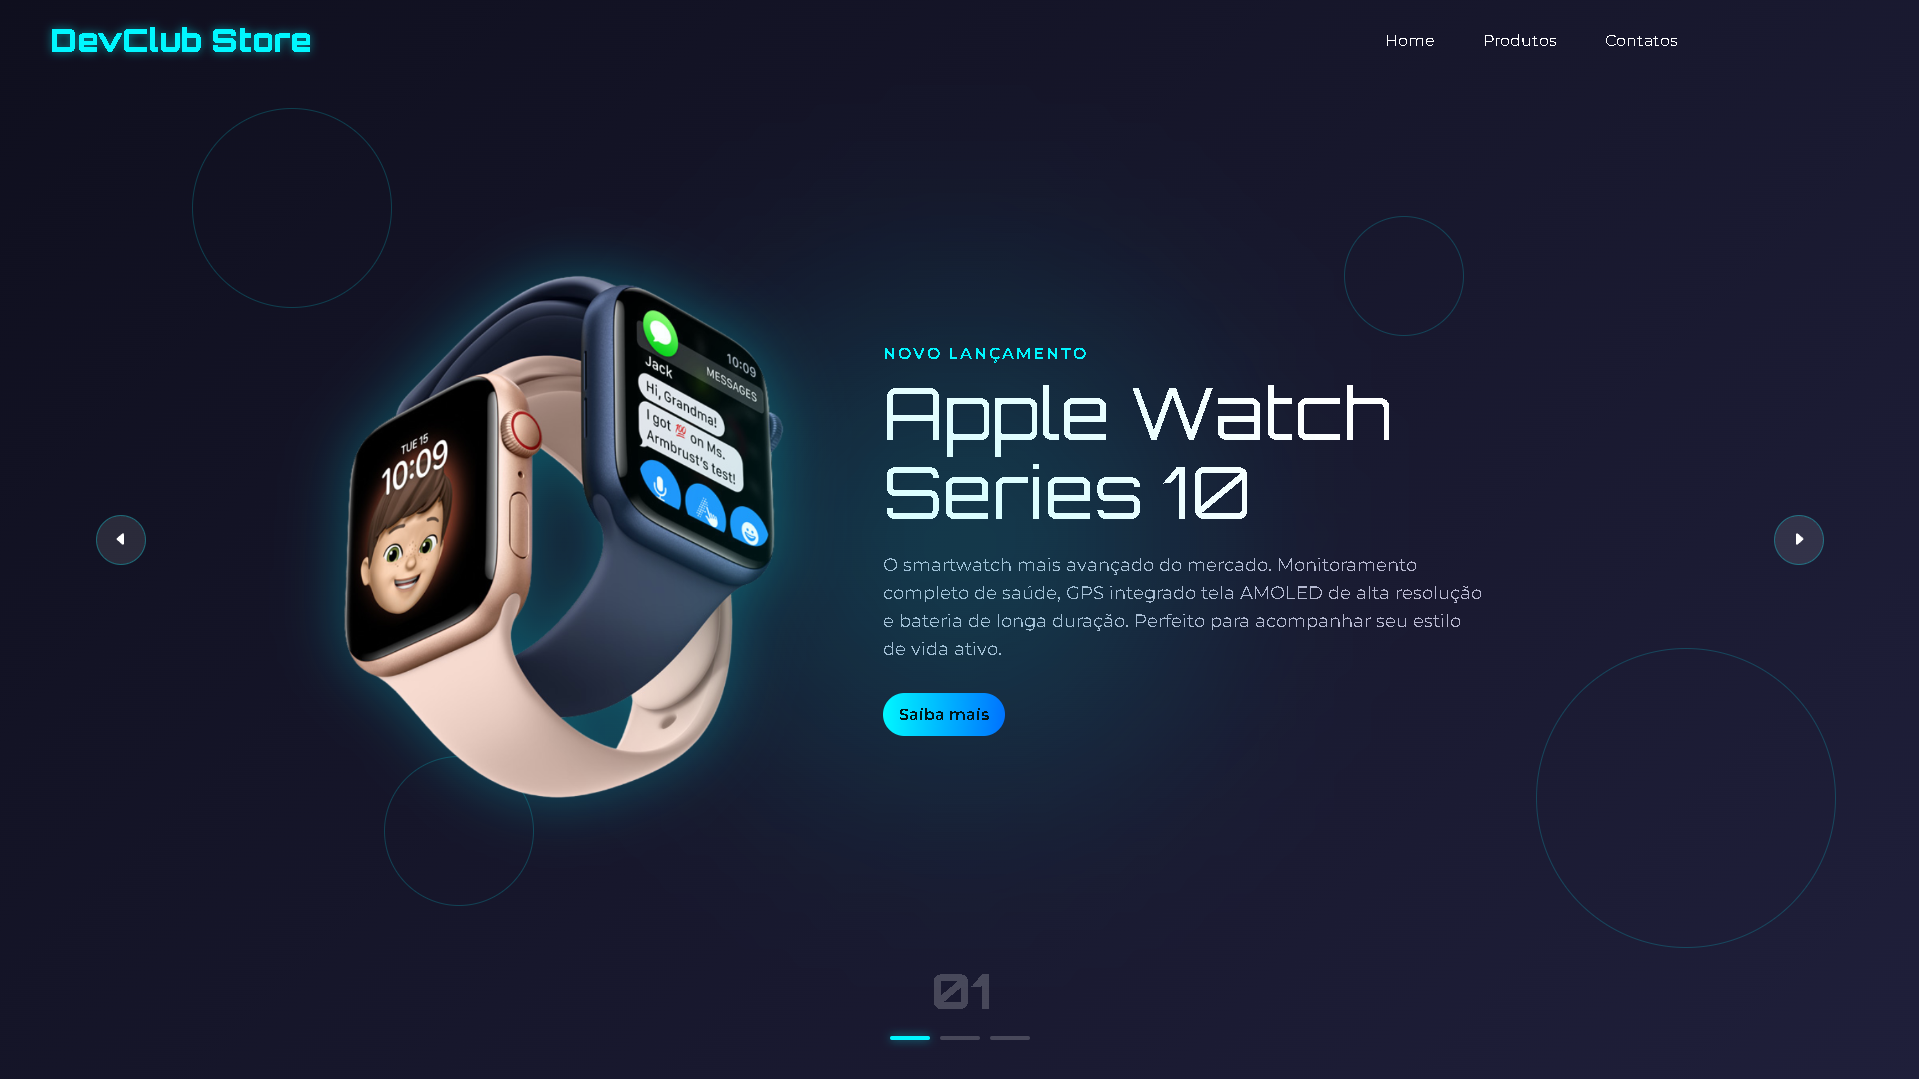 DevClub Store
Home
Produtos
Contatos
TUE 15
10:09
10:09
MESSAGES
Jack
Hi, Grandma!
I got 💯 on Ms.
Armbrust's test!
NOVO LANÇAMENTO
Apple Watch
Series 10
O smartwatch mais avançado do mercado. Monitoramento
completo de saúde, GPS integrado tela AMOLED de alta resolução
e bateria de longa duração. Perfeito para acompanhar seu estilo
de vida ativo.
Saiba mais
01